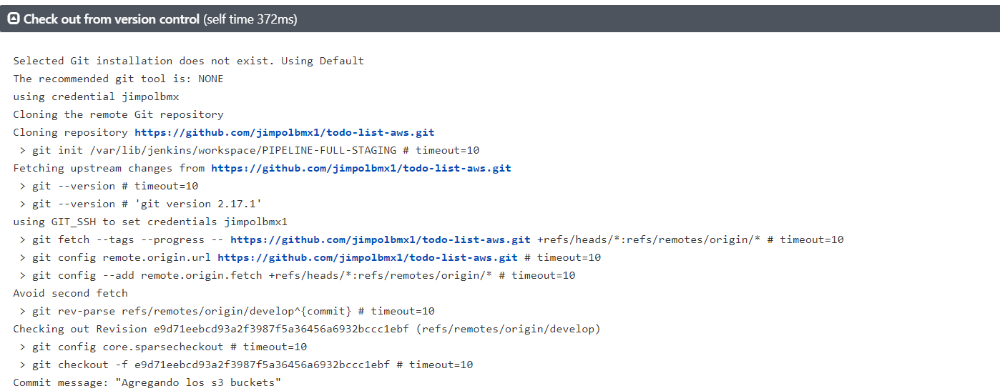 Check out from version control (self time 372ms)
Selected Git installation does not exist. Using Default
The recommended git tool is: NONE
using credential jimpolbmx
Cloning the remote Git repository
Cloning repository https://github.com/jimpolbmx1/todo-list-aws.git
> git init /var/lib/jenkins/workspace/PIPELINE-FULL-STAGING # timeout=10
Fetching upstream changes from https://github.com/jimpolbmx1/todo-list-aws.git
> git --version # timeout=10
> git --version # 'git version 2.17.1'
using GIT_SSH to set credentials jimpolbmx1
> git fetch --tags --progress -- https://github.com/jimpolbmx1/todo-list-aws.git +refs/heads/*:refs/remotes/origin/* # timeout=10
> git config remote.origin.url https://github.com/jimpolbmx1/todo-list-aws.git # timeout=10
> git config --add remote.origin.fetch +refs/heads/*:refs/remotes/origin/* # timeout=10
Avoid second fetch
> git rev-parse refs/remotes/origin/develop^{commit} # timeout=10
Checking out Revision e9d71eebcd93a2f3987f5a36456a6932bccc1ebf (refs/remotes/origin/develop)
> git config core.sparsecheckout # timeout=10
> git checkout -f e9d71eebcd93a2f3987f5a36456a6932bccc1ebf # timeout=10
Commit message: "Agregando los s3 buckets"